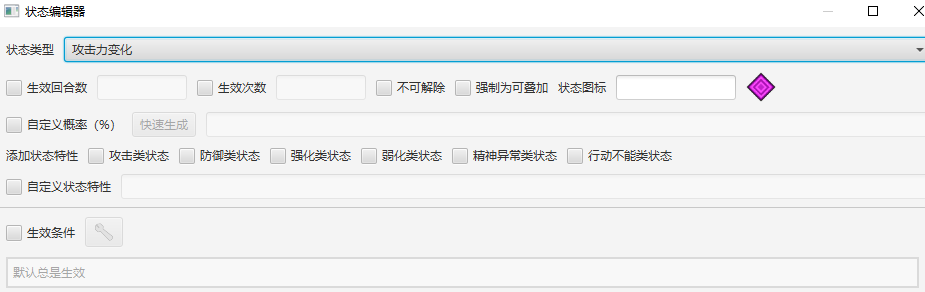 状态编辑器
状态类型 攻击力变化
生效回合数 生效次数 不可解除 强制为可叠加 状态图标
自定义概率（%） 快速生成
添加状态特性 攻击类状态 防御类状态 强化类状态 弱化类状态 精神异常类状态 行动不能类状态
自定义状态特性
生效条件
默认总是生效